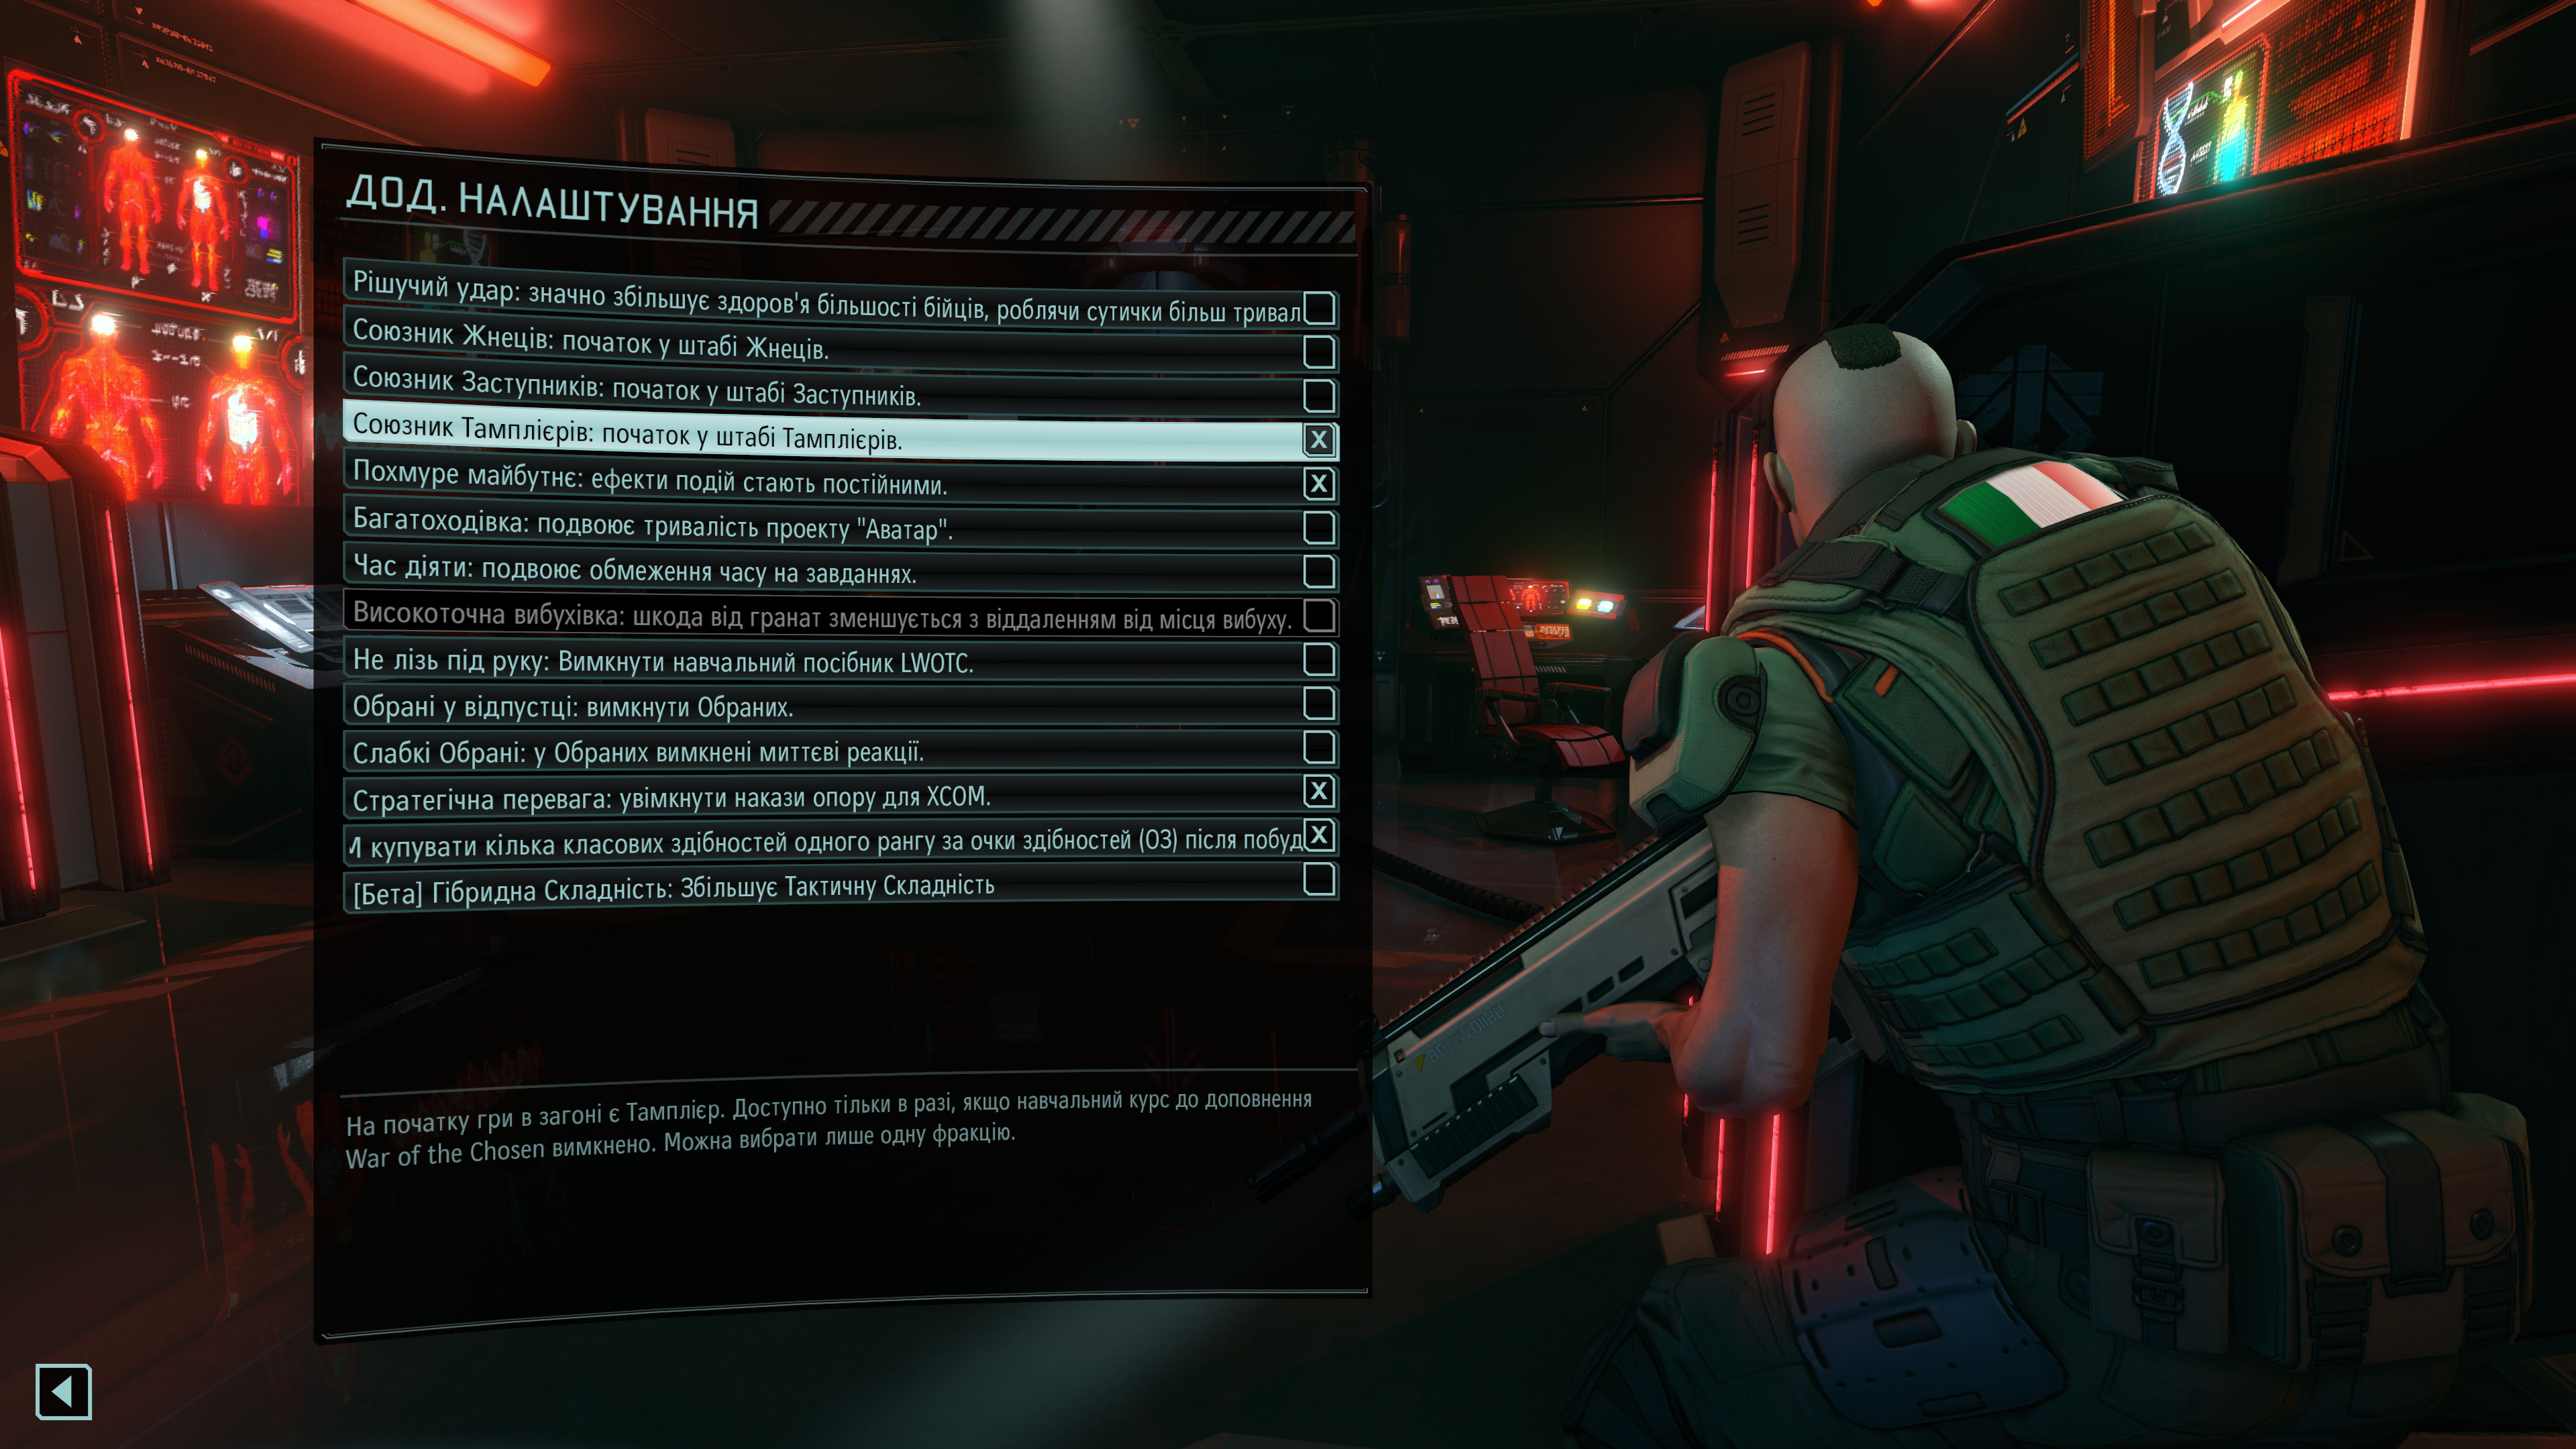 ДОД. НАЛАШТУВАННЯ
Рішучий удар: значно збільшує здоров'я більшості бійців, роблячи сутички більш тривал
Союзник Жнеців: початок у штабі Жнеців.
Союзник Заступників: початок у штабі Заступників.
Союзник Тамплієрів: початок у штабі Тамплієрів.
X
Похмуре майбутнє: ефекти подій стають постійними.
X
Багатоходівка: подвоює тривалість проекту "Аватар".
Час діяти: подвоює обмеження часу на завданнях.
Високоточна вибухівка: шкода від гранат зменшується з віддаленням від місця вибуху.
Не лізь під руку: Вимкнути навчальний посібник LWOTC.
Обрані у відпустці: вимкнути Обраних.
Слабкі Обрані: у Обраних вимкнені миттєві реакції.
Стратегічна перевага: увімкнути накази опору для XCOM.
X
купувати кілька класових здібностей одного рангу за очки здібностей (ОЗ) після побуд
X
[Бета] Гібридна Складність: Збільшує Тактичну Складність
На початку гри в загоні є Тамплієр. Доступно тільки в разі, якщо навчальний курс до доповнення
War of the Chosen вимкнено. Можна вибрати лише одну фракцію.